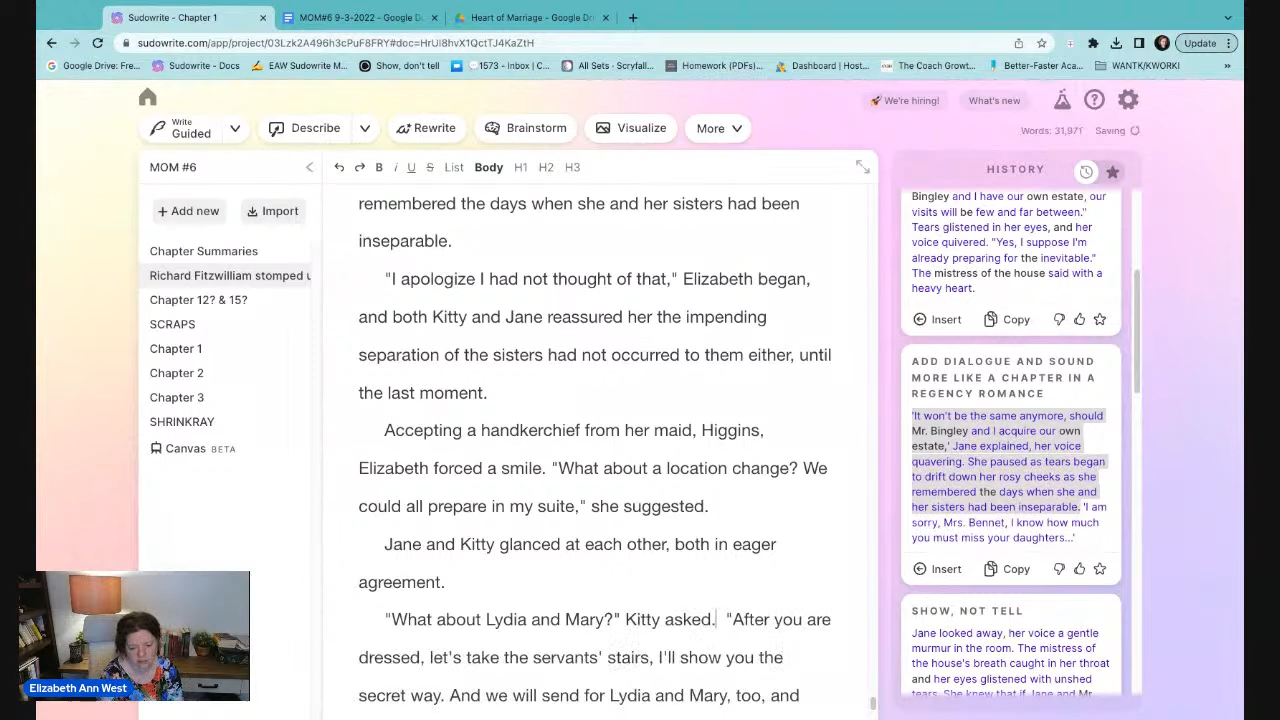 Sudowrite - Chapter 1
MOM#6 9-3-2022 - Google Do
Heart of Marriage - Google Dri
sudowrite.com/app/project/03Lzk2A496h3cPuF8FRY#doc=HrUl8hvX1QctTJ4KaZtH
Update
Google Drive: Fre...
Sudowrite - Docs
EAW Sudowrite M...
Show, don't tell
1573 - Inbox | C...
All Sets · Scryfall...
Homework (PDFs)...
Dashboard | Host...
The Coach Growt...
Better-Faster Aca...
WANTK/KWORKI
»
We're hiring!
What's new
Write
Guided
Describe
Rewrite
Brainstorm
Visualize
More
Words: 31,971
Saving
MOM #6
B i U S List Body H1 H2 H3
+ Add new
Import
Chapter Summaries
Richard Fitzwilliam stomped u
Chapter 12? & 15?
SCRAPS
Chapter 1
Chapter 2
Chapter 3
SHRINKRAY
Canvas BETA
remembered the days when she and her sisters had been
inseparable.
"I apologize I had not thought of that," Elizabeth began,
and both Kitty and Jane reassured her the impending
separation of the sisters had not occurred to them either, until
the last moment.
Accepting a handkerchief from her maid, Higgins,
Elizabeth forced a smile. "What about a location change? We
could all prepare in my suite," she suggested.
Jane and Kitty glanced at each other, both in eager
agreement.
"What about Lydia and Mary?" Kitty asked. "After you are
dressed, let's take the servants' stairs, I'll show you the
secret way. And we will send for Lydia and Mary, too, and
HISTORY
Bingley and I have our own estate, our
visits will be few and far between."
Tears glistened in her eyes, and her
voice quivered. "Yes, I suppose I'm
already preparing for the inevitable."
The mistress of the house said with a
heavy heart.
Insert
Copy
ADD DIALOGUE AND SOUND
MORE LIKE A CHAPTER IN A
REGENCY ROMANCE
'It won't be the same anymore, should
Mr. Bingley and I acquire our own
estate,' Jane explained, her voice
quavering. She paused as tears began
to drift down her rosy cheeks as she
remembered the days when she and
her sisters had been inseparable. 'I am
sorry, Mrs. Bennet, I know how much
you must miss your daughters...'
Insert
Copy
SHOW, NOT TELL
Jane looked away, her voice a gentle
murmur in the room. The mistress of
the house's breath caught in her throat
and her eyes glistened with unshed
tears. She knew that if Jane and Mr.
Elizabeth Ann West